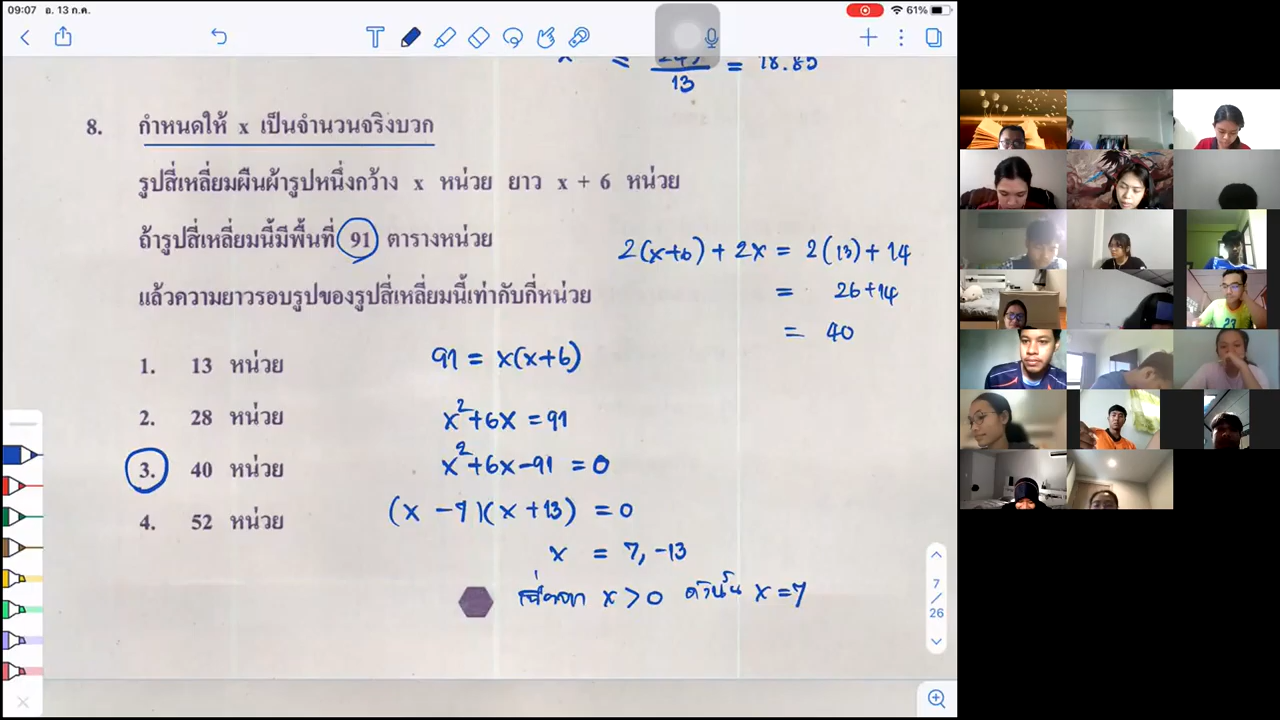 09:07 อ. 13 ก.ค.
61%
13
= 18.85
8. กำหนดให้ x เป็นจำนวนจริงบวก
รูปสี่เหลี่ยมผืนผ้ารูปหนึ่งกว้าง x หน่วย ยาว x + 6 หน่วย
ถ้ารูปสี่เหลี่ยมนี้มีพื้นที่ 91 ตารางหน่วย
แล้วความยาวรอบรูปของรูปสี่เหลี่ยมนี้เท่ากับกี่หน่วย
1. 13 หน่วย
2. 28 หน่วย
3. 40 หน่วย
4. 52 หน่วย
91 = x(x+6)
x²+6x = 91
x²+6x-91 = 0
(x -7)(x +13) = 0
x = 7, -13
เนื่องจาก x > 0 ดังนั้น x = 7
2(x+6) + 2x = 2(13) + 14
= 26+14
= 40
7
/
26
23